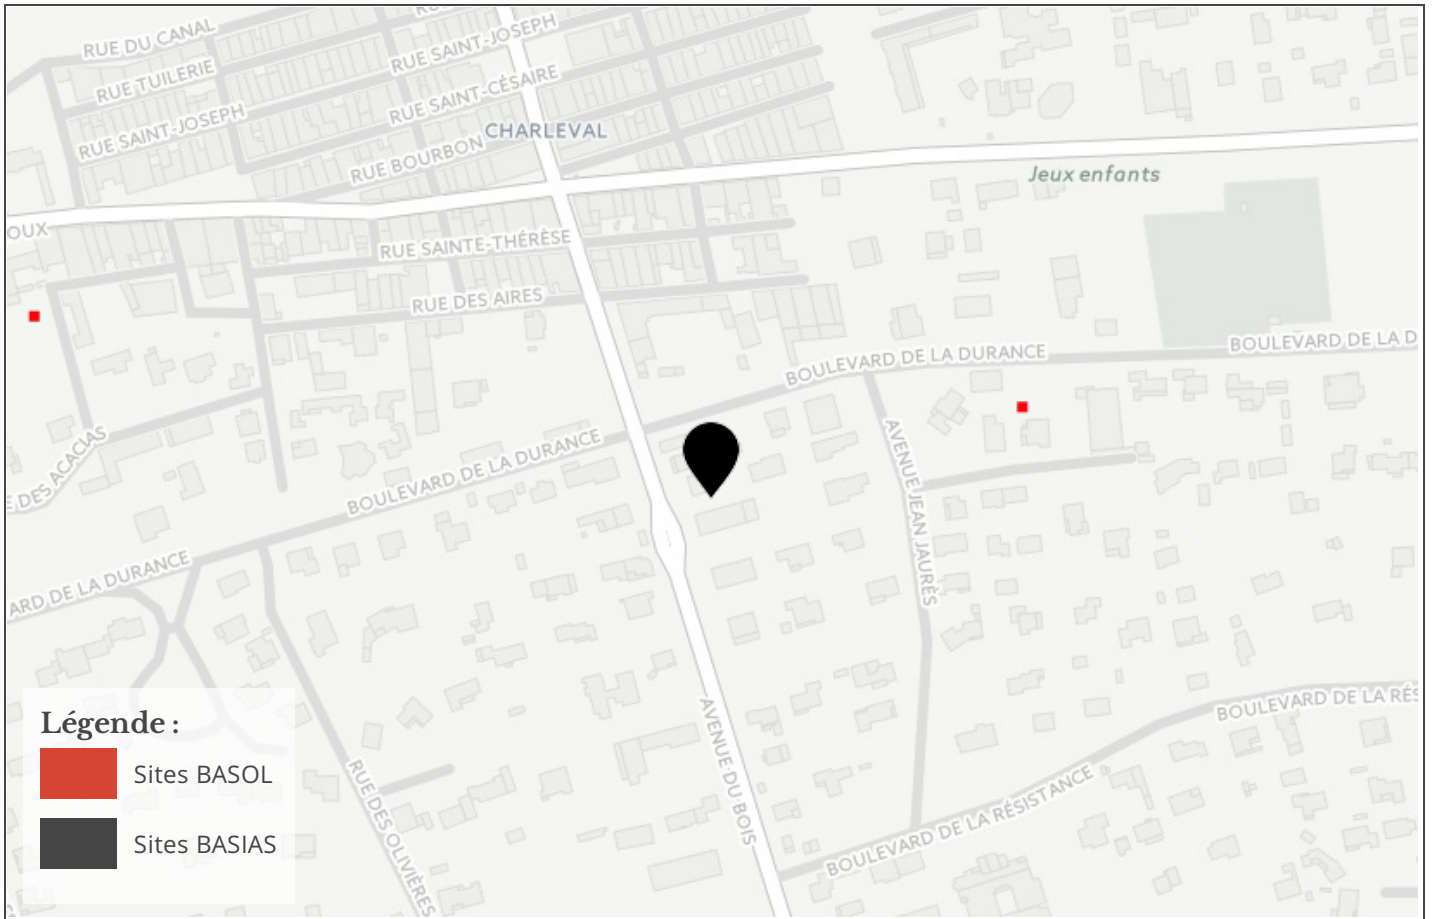 RUE DU CANAL
RUE SAINT-JOSEPH
RUE TUILERIE
RUE SAINT-CÉSAIRE
RUE SAINT-JOSEPH
CHARLEVAL
RUE BOURBON
Jeux enfants
OUX
RUE SAINTE-THÉRÈSE
RUE DES AIRES
BOULEVARD DE LA D
BOULEVARD DE LA DURANCE
E DES ACACIAS
BOULEVARD DE LA DURANCE
AVENUE JEAN JAURÈS
ARD DE LA DURANCE
BOULEVARD DE LA RÉS
AVENUE DU BOIS
RUE DES OLIVIÈRES
BOULEVARD DE LA RÉSISTANCE
Légende :
Sites BASOL
Sites BASIAS